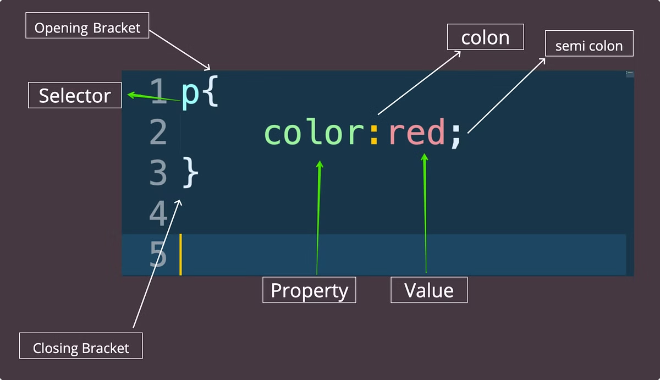 Opening Bracket
colon
semi colon
Selector
1 p{
2 color:red;
3 }
4
5
Property
Value
Closing Bracket